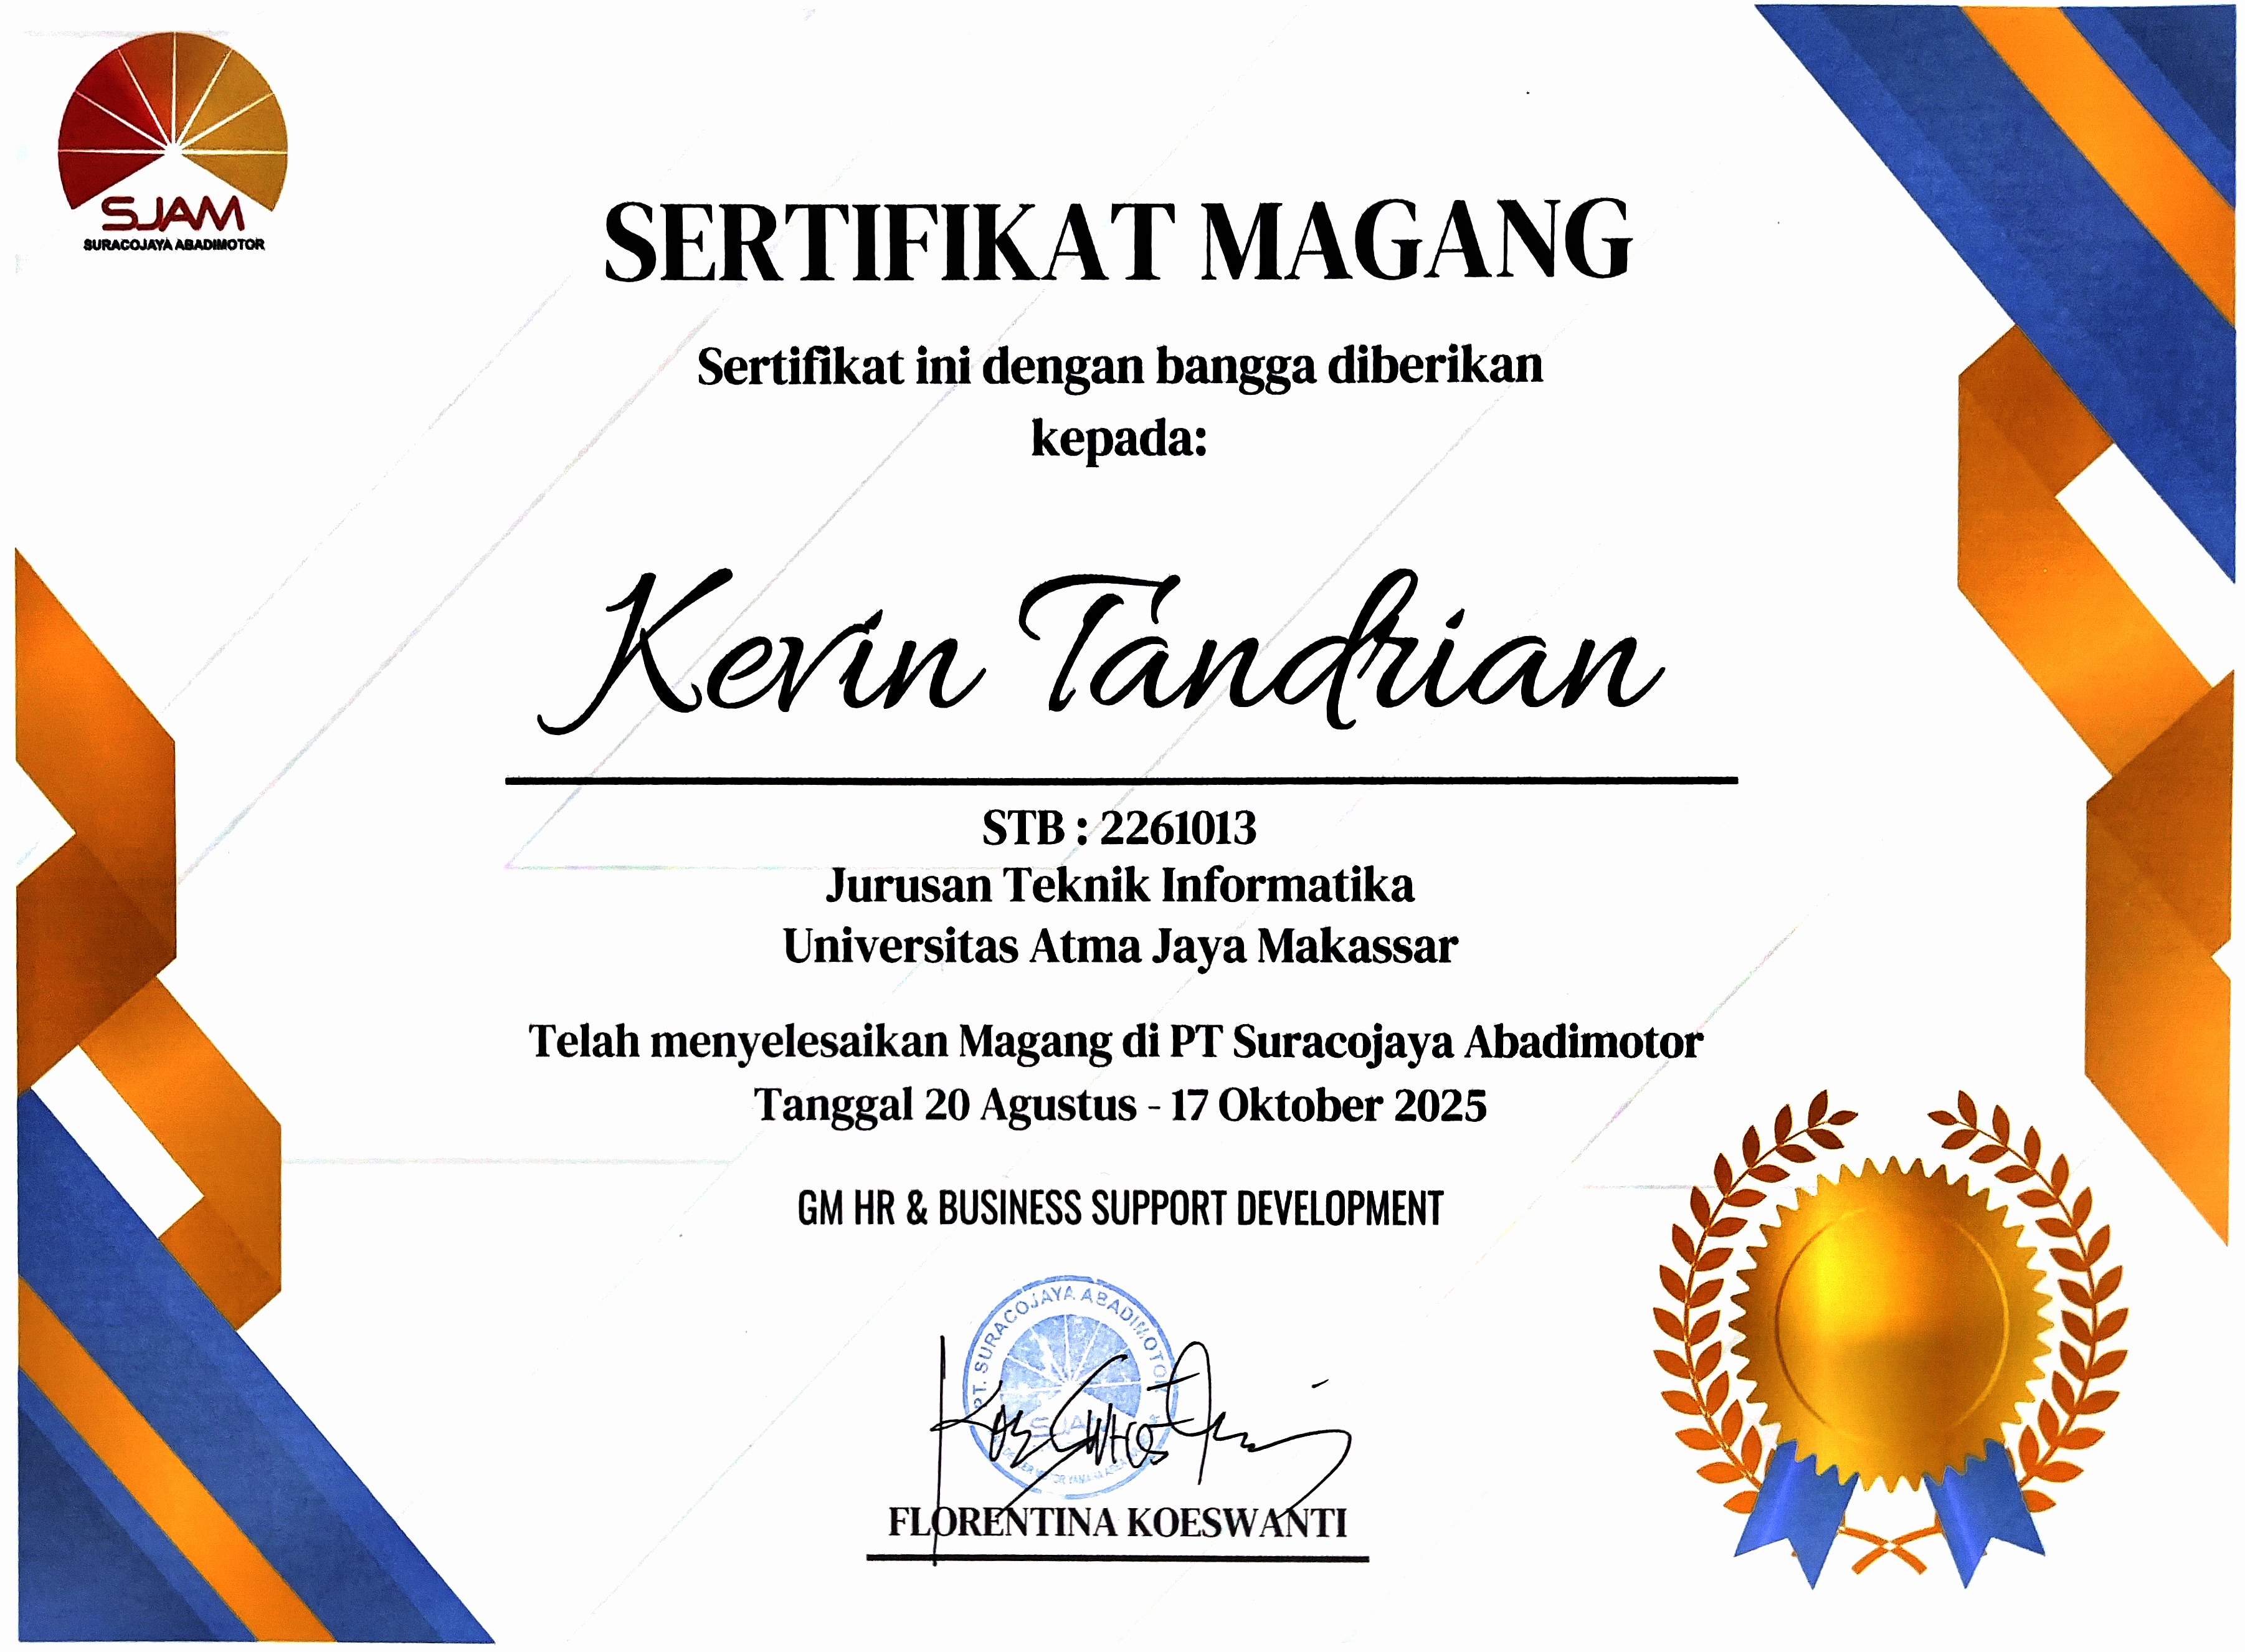 SJAM
SURACOJAYA ABADIMOTOR
SERTIFIKAT MAGANG
Sertifikat ini dengan bangga diberikan
kepada:
Kevin Tandrian
STB : 2261013
Jurusan Teknik Informatika
Universitas Atma Jaya Makassar
Telah menyelesaikan Magang di PT Suracojaya Abadimotor
Tanggal 20 Agustus - 17 Oktober 2025
GM HR & BUSINESS SUPPORT DEVELOPMENT
PT. SURACOJAYA ABADIMOTOR
SJAM
FLORENTINA KOESWANTI